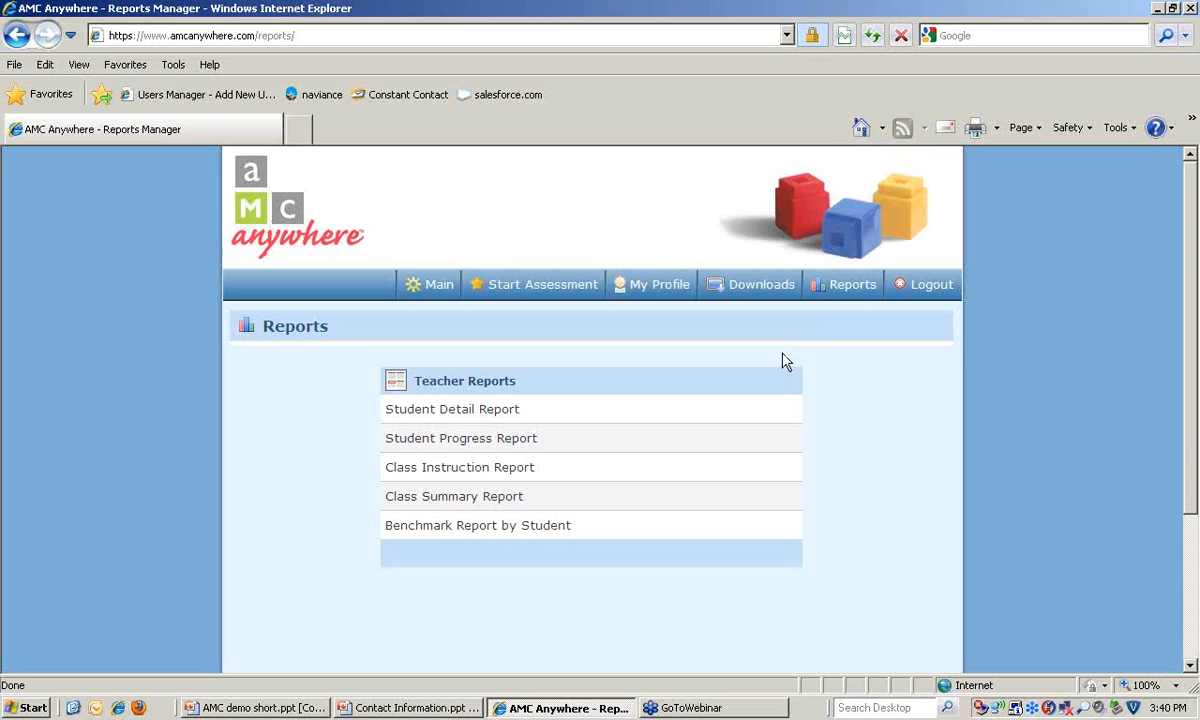 AMC Anywhere - Reports Manager - Windows Internet Explorer
https://www.amcanywhere.com/reports/
Google
File Edit View Favorites Tools Help
Favorites
Users Manager - Add New U...
naviance
Constant Contact
salesforce.com
AMC Anywhere - Reports Manager
Page
Safety
Tools
a
M C
anywhere
Main
Start Assessment
My Profile
Downloads
Reports
Logout
Reports
Teacher Reports
Student Detail Report
Student Progress Report
Class Instruction Report
Class Summary Report
Benchmark Report by Student
Done
Internet
100%
Start
AMC demo short.ppt [Co...
Contact Information.ppt ...
AMC Anywhere - Rep...
GoToWebinar
Search Desktop
3:40 PM